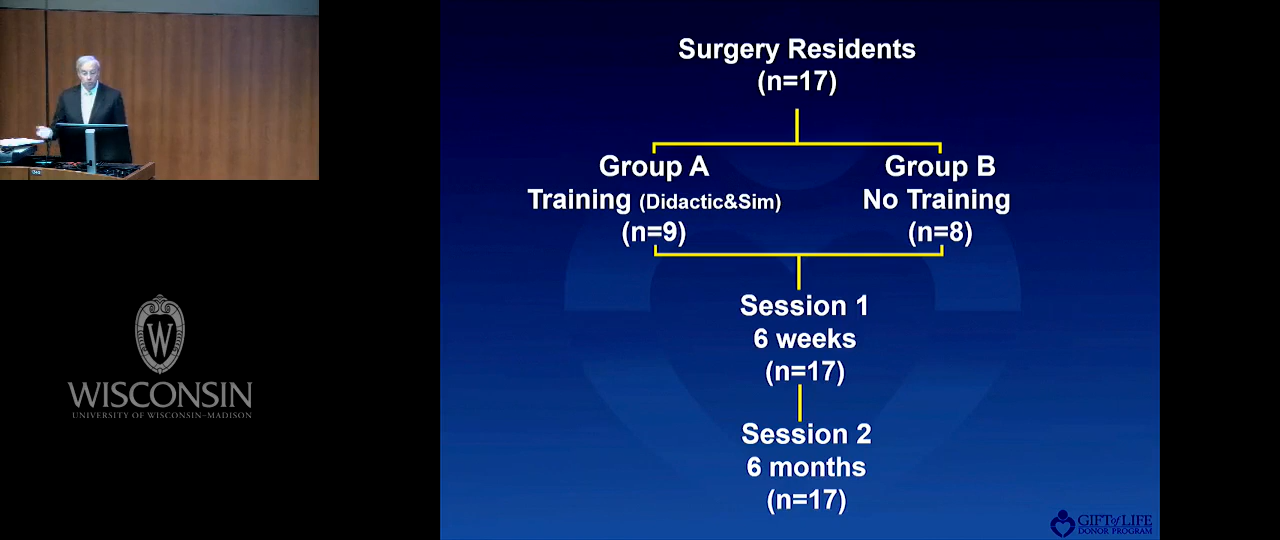 Surgery Residents
(n=17)
Group A
Training (Didactic&Sim)
(n=9)
Group B
No Training
(n=8)
Session 1
6 weeks
(n=17)
Session 2
6 months
(n=17)
W
WISCONSIN
UNIVERSITY OF WISCONSIN–MADISON
GIFT of LIFE
DONOR PROGRAM